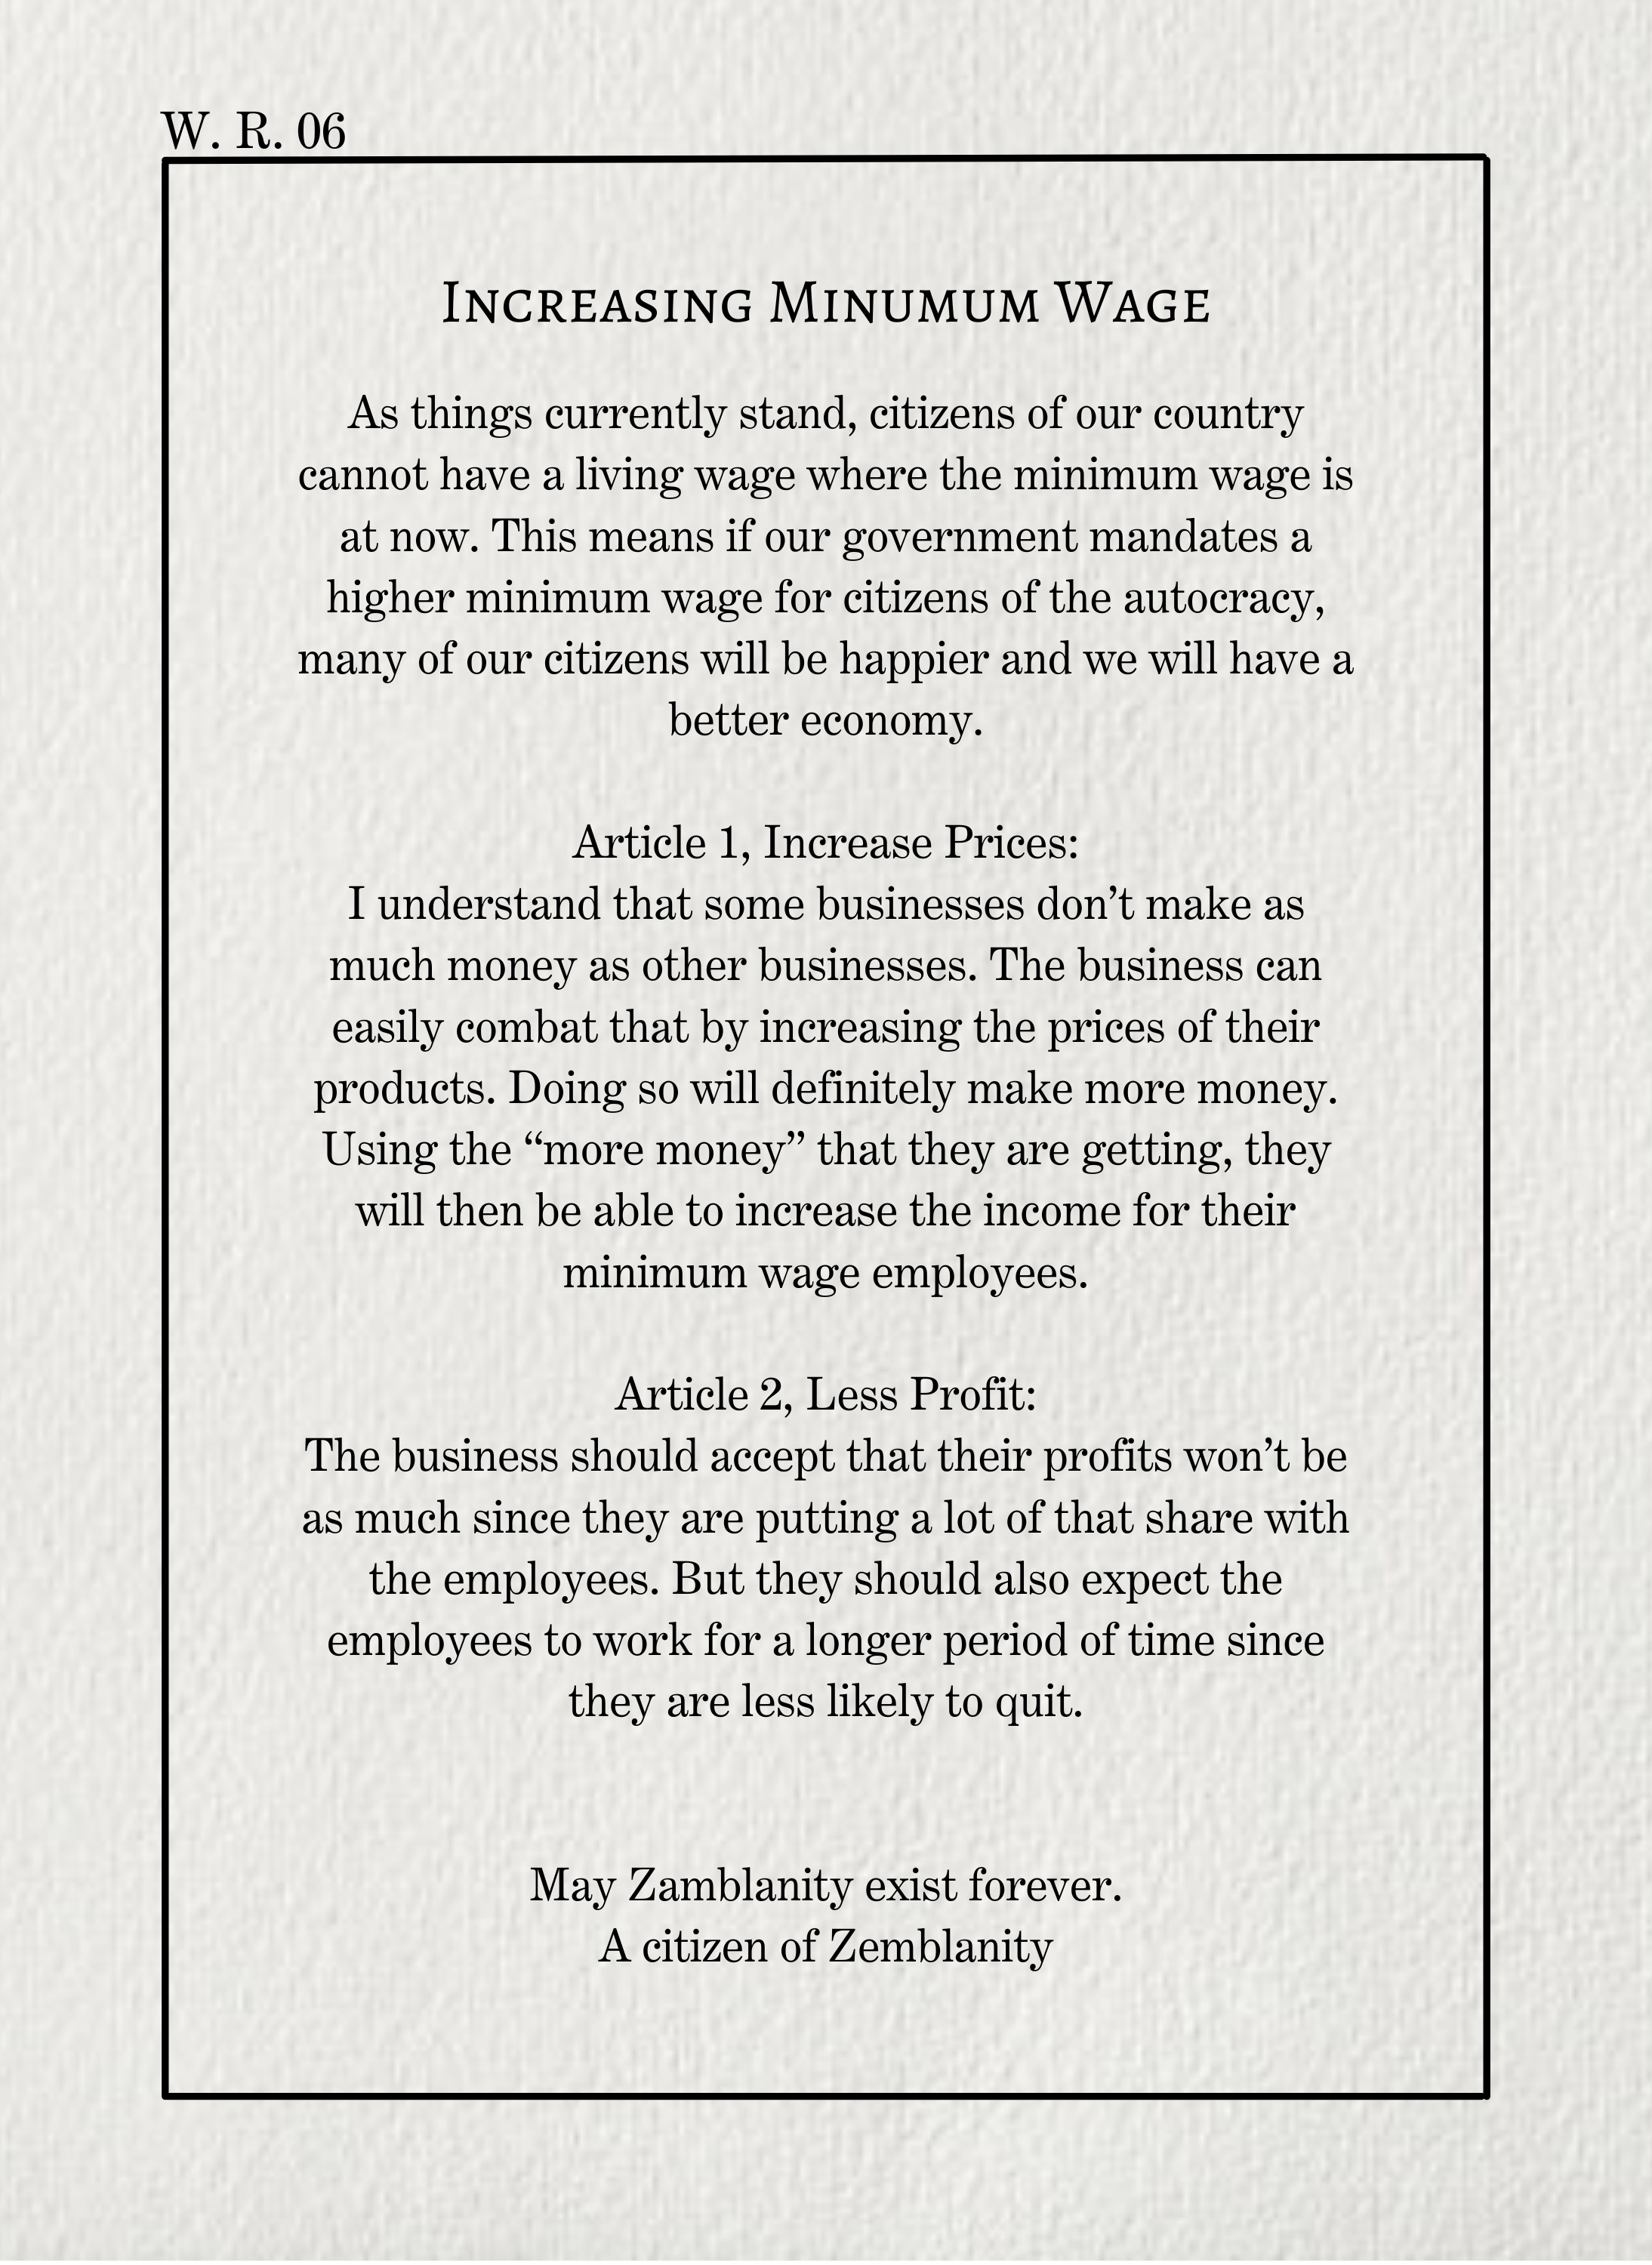 W. R. 06
INCREASING MINUMUM WAGE
As things currently stand, citizens of our country
cannot have a living wage where the minimum wage is
at now. This means if our government mandates a
higher minimum wage for citizens of the autocracy,
many of our citizens will be happier and we will have a
better economy.
Article 1, Increase Prices:
I understand that some businesses don’t make as
much money as other businesses. The business can
easily combat that by increasing the prices of their
products. Doing so will definitely make more money.
Using the “more money” that they are getting, they
will then be able to increase the income for their
minimum wage employees.
Article 2, Less Profit:
The business should accept that their profits won’t be
as much since they are putting a lot of that share with
the employees. But they should also expect the
employees to work for a longer period of time since
they are less likely to quit.
May Zamblanity exist forever.
A citizen of Zemblanity